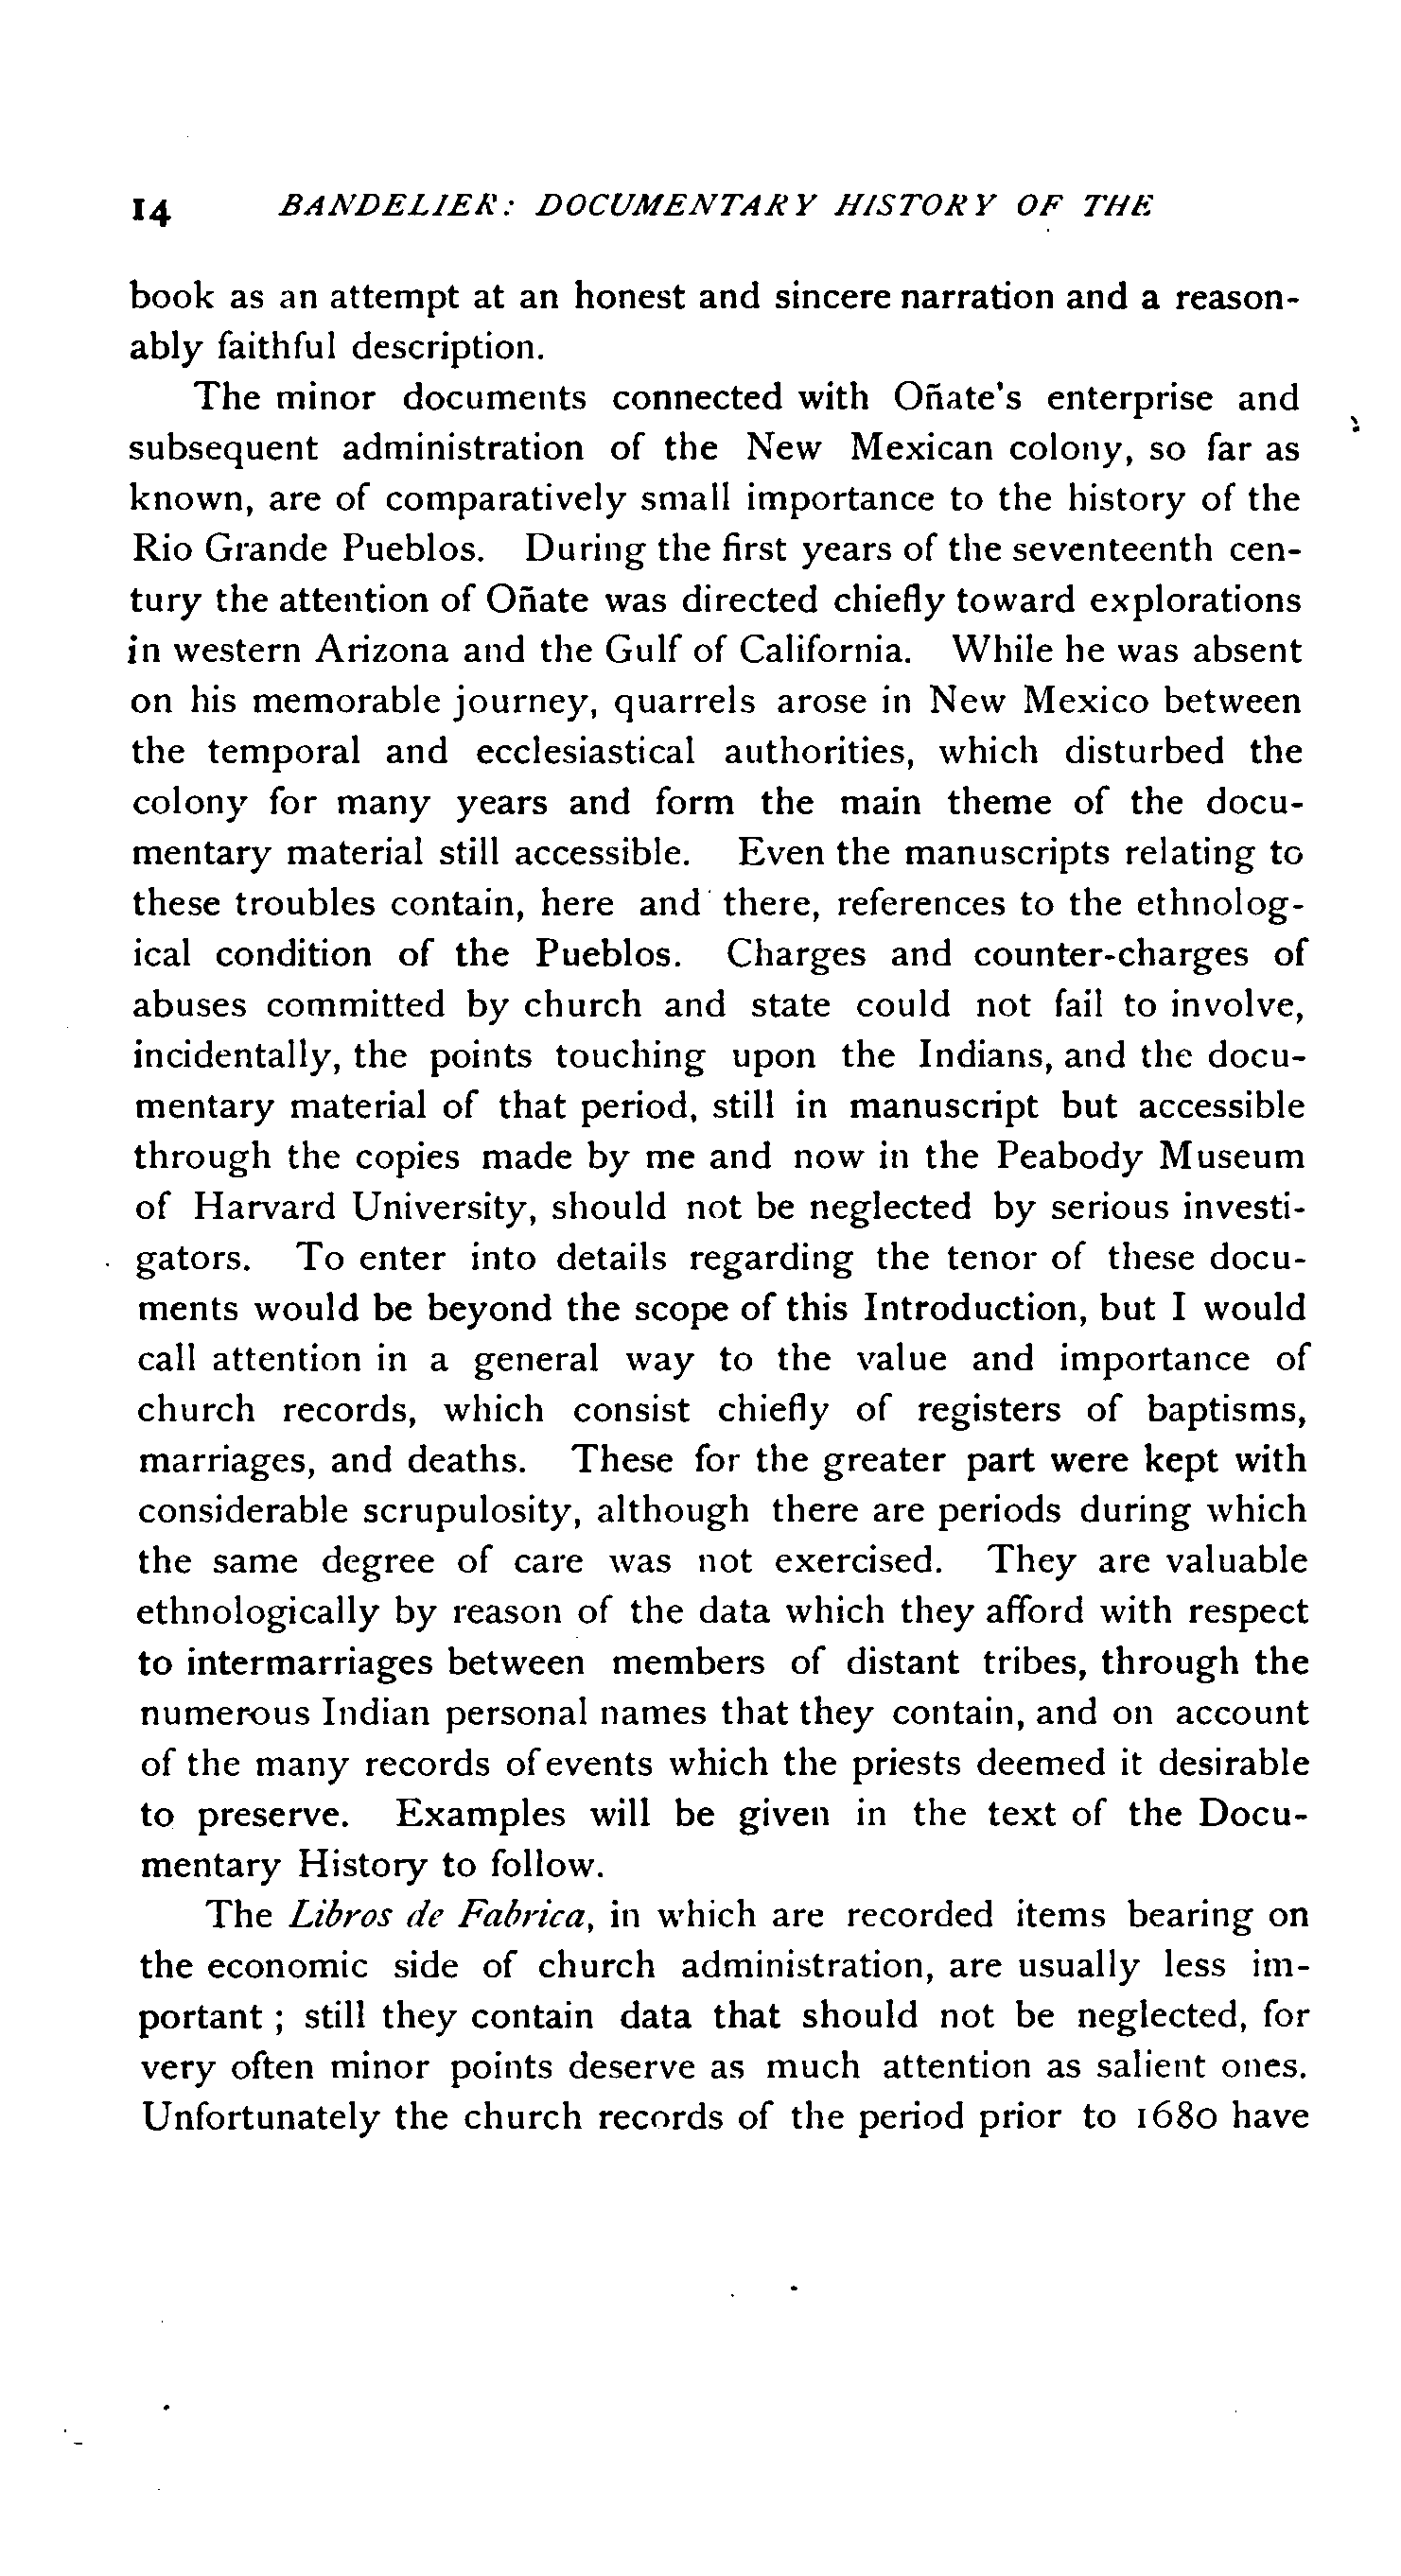 14 BANDELIER: DOCUMENTARY HISTORY OF THE
book as an attempt at an honest and sincere narration and a reason-
ably faithful description.
The minor documents connected with Oñate's enterprise and
subsequent administration of the New Mexican colony, so far as
known, are of comparatively small importance to the history of the
Rio Grande Pueblos. During the first years of the seventeenth cen-
tury the attention of Oñate was directed chiefly toward explorations
in western Arizona and the Gulf of California. While he was absent
on his memorable journey, quarrels arose in New Mexico between
the temporal and ecclesiastical authorities, which disturbed the
colony for many years and form the main theme of the docu-
mentary material still accessible. Even the manuscripts relating to
these troubles contain, here and there, references to the ethnolog-
ical condition of the Pueblos. Charges and counter-charges of
abuses committed by church and state could not fail to involve,
incidentally, the points touching upon the Indians, and the docu-
mentary material of that period, still in manuscript but accessible
through the copies made by me and now in the Peabody Museum
of Harvard University, should not be neglected by serious investi-
gators. To enter into details regarding the tenor of these docu-
ments would be beyond the scope of this Introduction, but I would
call attention in a general way to the value and importance of
church records, which consist chiefly of registers of baptisms,
marriages, and deaths. These for the greater part were kept with
considerable scrupulosity, although there are periods during which
the same degree of care was not exercised. They are valuable
ethnologically by reason of the data which they afford with respect
to intermarriages between members of distant tribes, through the
numerous Indian personal names that they contain, and on account
of the many records of events which the priests deemed it desirable
to preserve. Examples will be given in the text of the Docu-
mentary History to follow.
The Libros de Fabrica, in which are recorded items bearing on
the economic side of church administration, are usually less im-
portant; still they contain data that should not be neglected, for
very often minor points deserve as much attention as salient ones.
Unfortunately the church records of the period prior to 1680 have